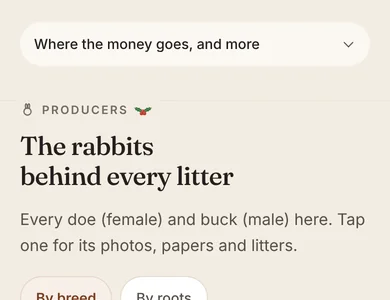 Where the money goes, and more
PRODUCERS
The rabbits
behind every litter
Every doe (female) and buck (male) here. Tap
one for its photos, papers and litters.
By breed By roots